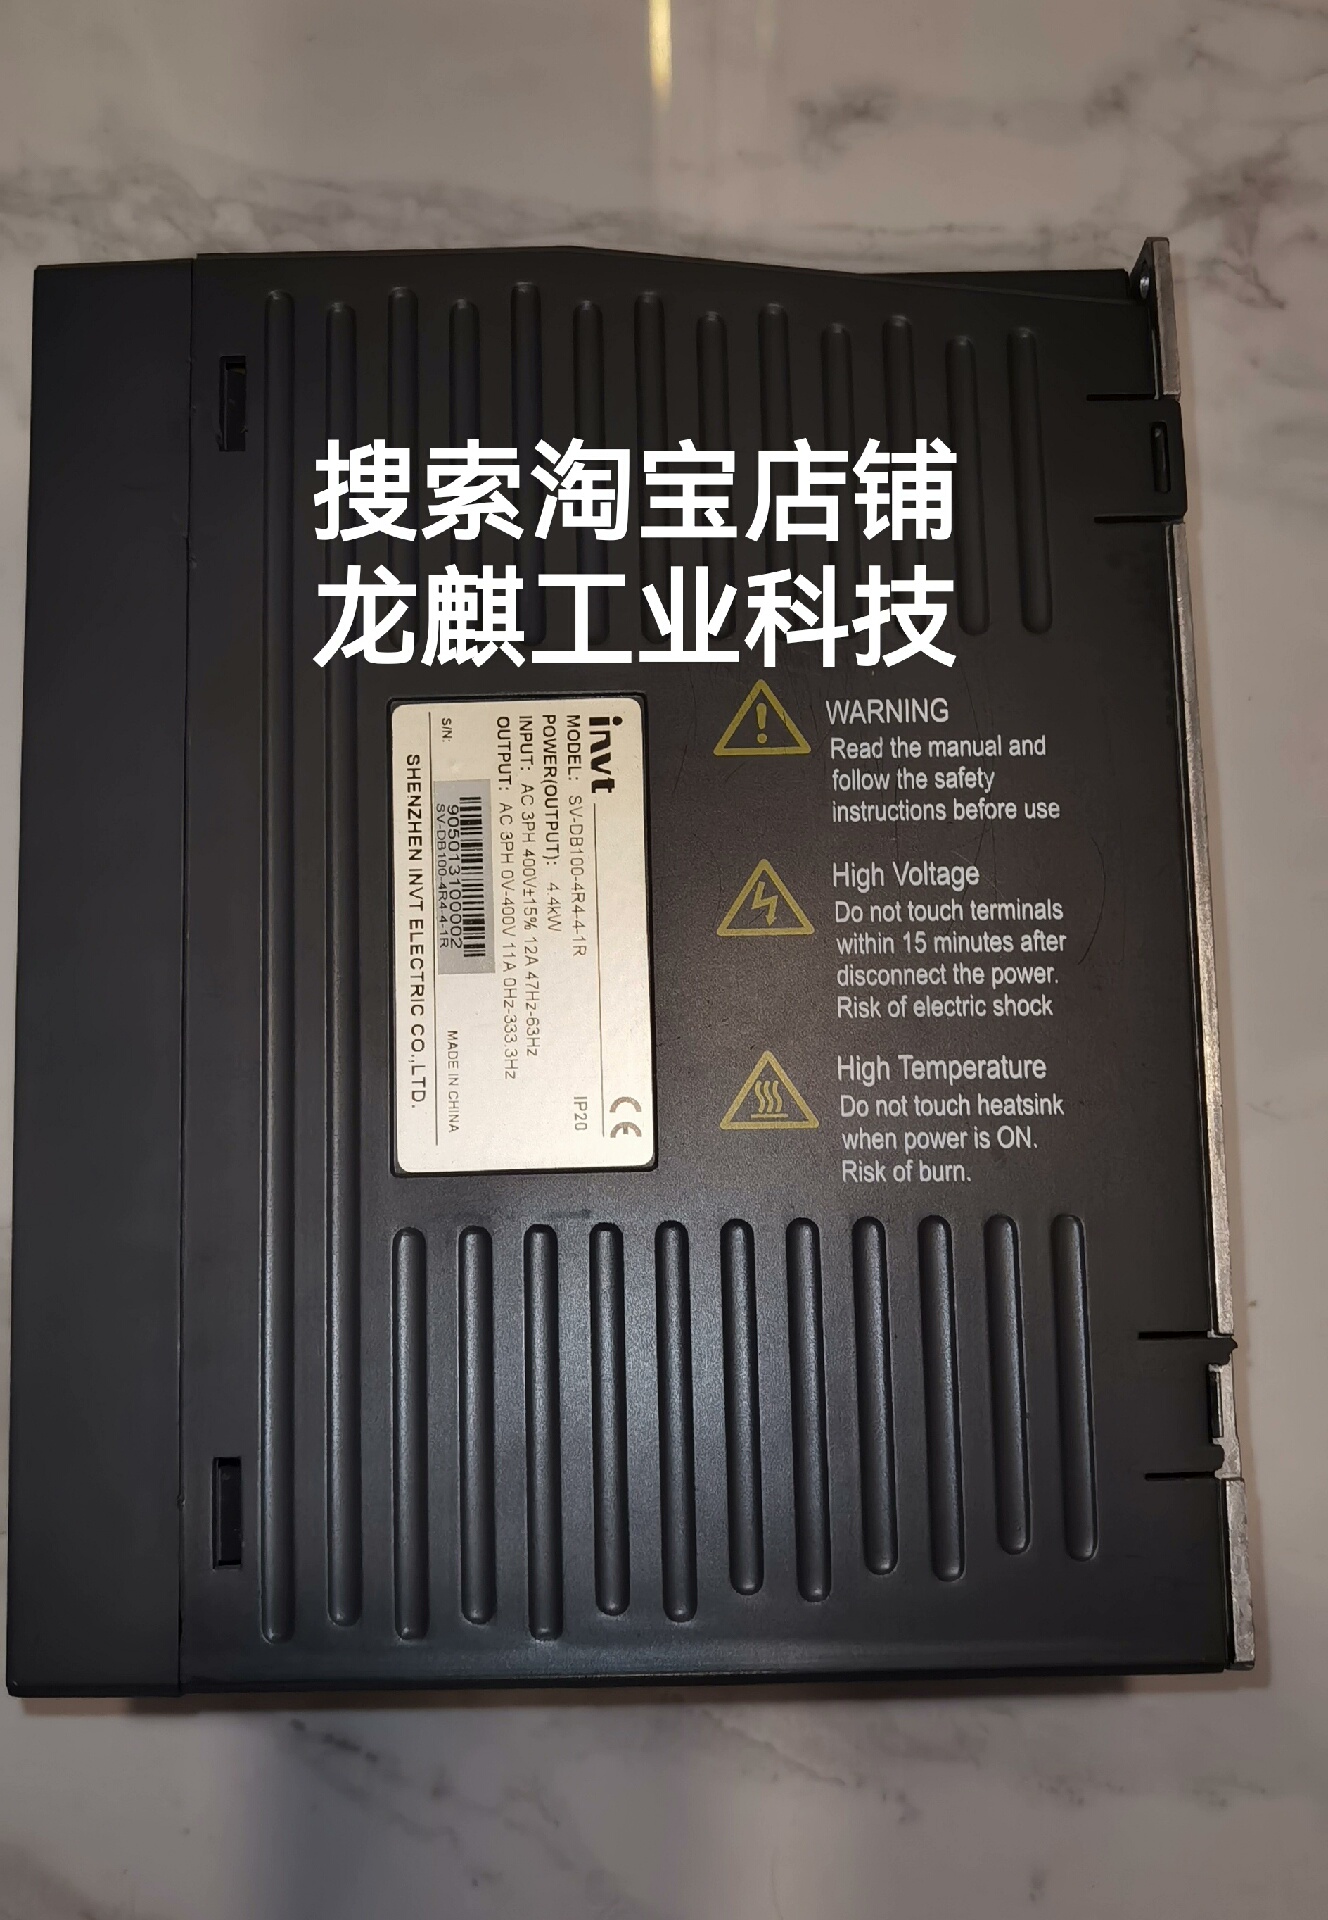 搜索淘宝店铺
龙麒工业科技
invt
CE
MODEL: SV-DB100-4R4-4-1R
IP20
POWER(OUTPUT): 4.4kW
INPUT: AC 3PH 400V±15% 12A 47Hz-63Hz
OUTPUT: AC 3PH 0V-400V 11A 0Hz-333.3Hz
S/N:
905013100002
SV-DB100-4R4-4-1R
MADE IN CHINA
SHENZHEN INVT ELECTRIC CO.,LTD.
WARNING
Read the manual and
follow the safety
instructions before use
High Voltage
Do not touch terminals
within 15 minutes after
disconnect the power.
Risk of electric shock
High Temperature
Do not touch heatsink
when power is ON.
Risk of burn.